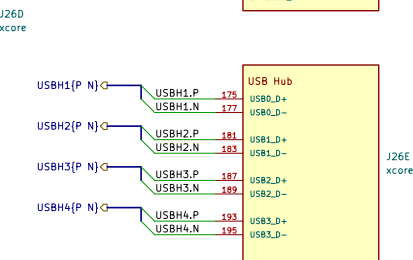 J26D
xcore
USB Hub
USBH1{P N}
USBH1.P 175 USB0_D+
USBH1.N 177 USB0_D-
USBH2{P N}
USBH2.P 181 USB1_D+
USBH2.N 183 USB1_D-
J26E
xcore
USBH3{P N}
USBH3.P 187 USB2_D+
USBH3.N 189 USB2_D-
USBH4{P N}
USBH4.P 193 USB3_D+
USBH4.N 195 USB3_D-